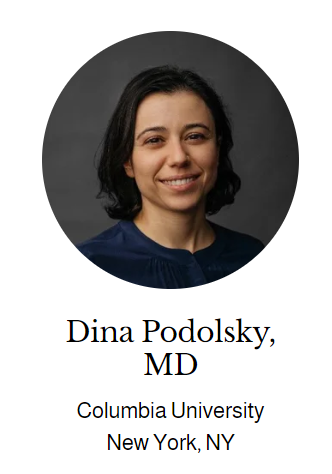 Dina Podolsky,
MD
Columbia University
New York, NY